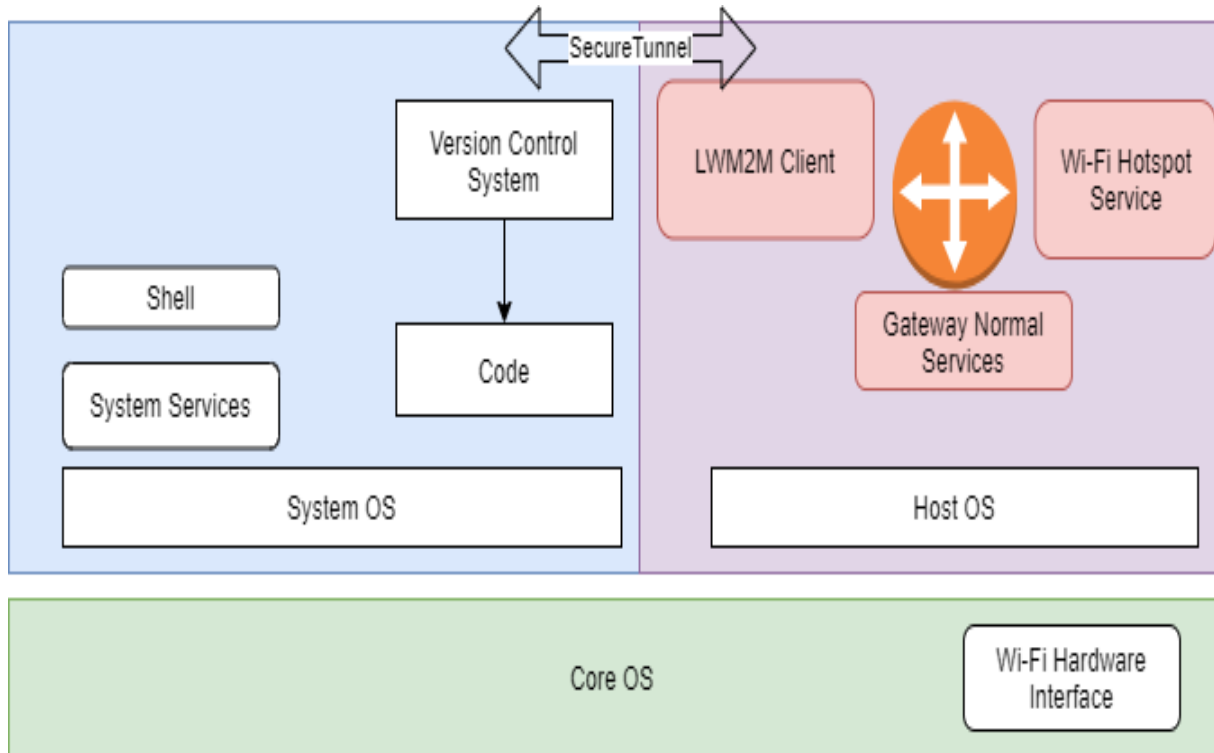 SecureTunnel
Version Control
System
Shell
Code
System Services
System OS
LWM2M Client
Wi-Fi Hotspot
Service
Gateway Normal
Services
Host OS
Core OS
Wi-Fi Hardware
Interface